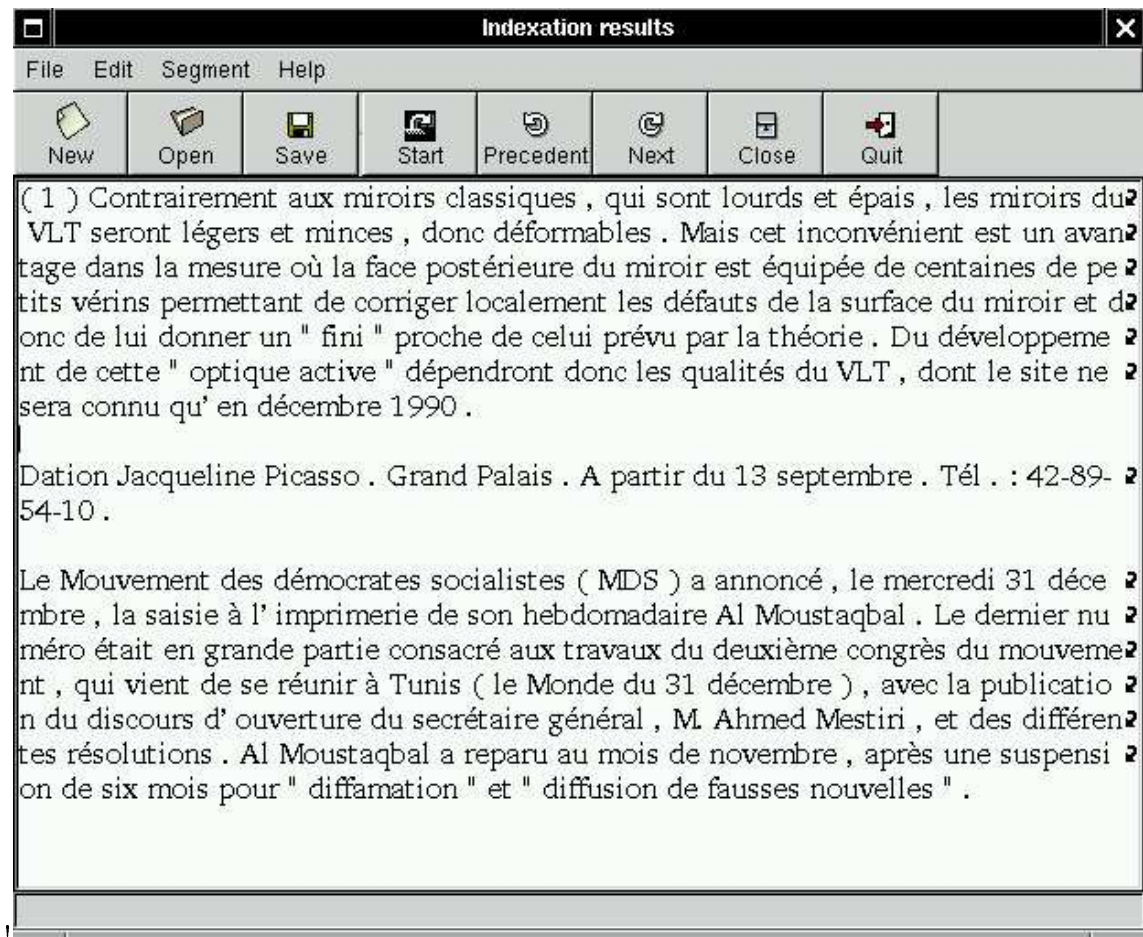 Indexation results
File Edit Segment Help
New Open Save Start Precedent Next Close Quit
( 1 ) Contrairement aux miroirs classiques , qui sont lourds et épais , les miroirs du
VLT seront légers et minces , donc déformables . Mais cet inconvénient est un avan
tage dans la mesure où la face postérieure du miroir est équipée de centaines de pe
tits vérins permettant de corriger localement les défauts de la surface du miroir et d
onc de lui donner un " fini " proche de celui prévu par la théorie . Du développeme
nt de cette " optique active " dépendront donc les qualités du VLT , dont le site ne
sera connu qu' en décembre 1990 .
Dation Jacqueline Picasso . Grand Palais . A partir du 13 septembre . Tél . : 42-89-
54-10 .
Le Mouvement des démocrates socialistes ( MDS ) a annoncé , le mercredi 31 déce
mbre , la saisie à l' imprimerie de son hebdomadaire Al Moustaqbal . Le dernier nu
méro était en grande partie consacré aux travaux du deuxième congrès du mouveme
nt , qui vient de se réunir à Tunis ( le Monde du 31 décembre ) , avec la publicatio
n du discours d' ouverture du secrétaire général , M. Ahmed Mestiri , et des différen
tes résolutions . Al Moustaqbal a reparu au mois de novembre , après une suspensi
on de six mois pour " diffamation " et " diffusion de fausses nouvelles " .